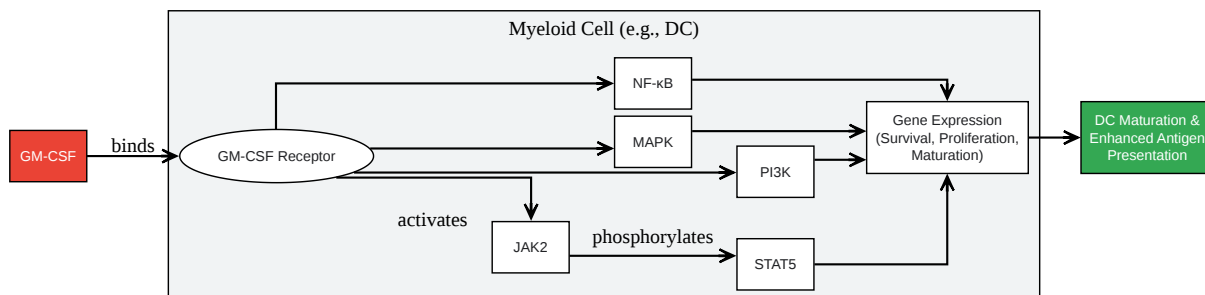 Myeloid Cell (e.g., DC)
NF-κB
GM-CSF
binds
GM-CSF Receptor
MAPK
Gene Expression
(Survival, Proliferation,
Maturation)
DC Maturation &
Enhanced Antigen
Presentation
PI3K
activates
JAK2
phosphorylates
STAT5